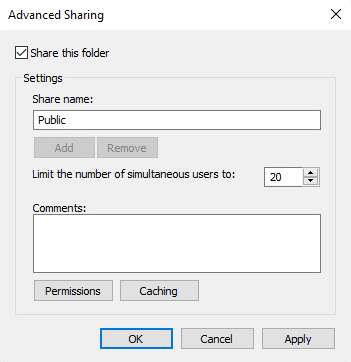 Advanced Sharing
Share this folder
Settings
Share name:
Public
Add Remove
Limit the number of simultaneous users to: 20
Comments:
Permissions Caching
OK Cancel Apply